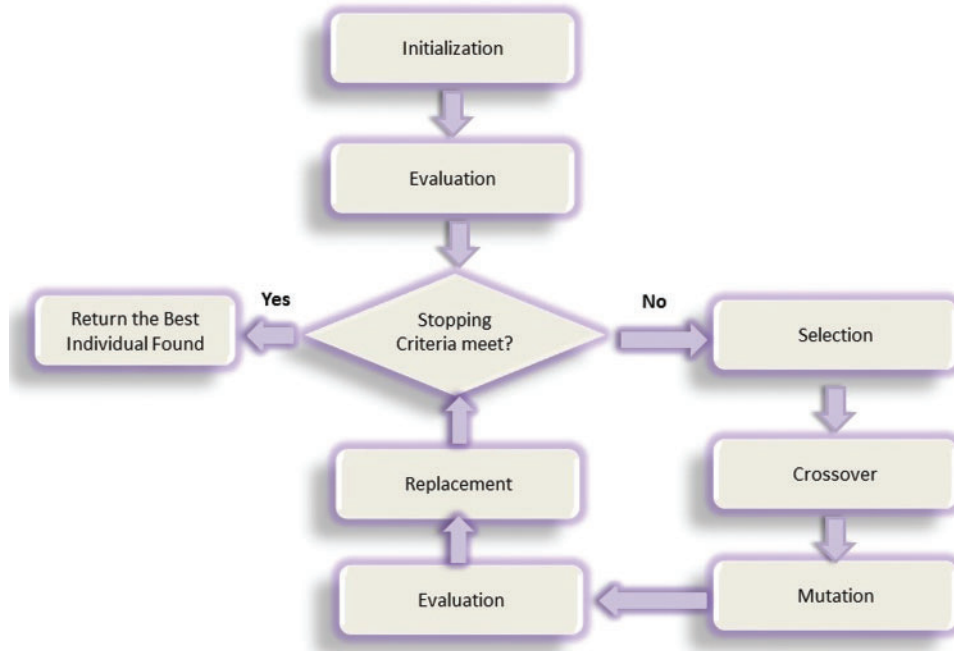 Initialization
Evaluation
Yes
No
Return the Best
Individual Found
Stopping
Criteria meet?
Selection
Replacement
Crossover
Evaluation
Mutation